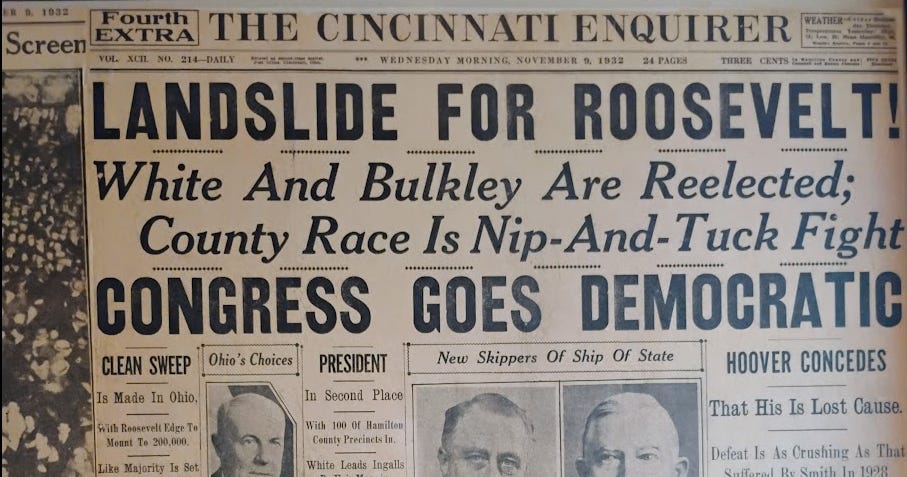 ER 9, 1932
Screen
Fourth
EXTRA
THE CINCINNATI ENQUIRER
WEATHER
VOL. XCII. NO. 214—DAILY
*** WEDNESDAY MORNING, NOVEMBER 9, 1932
24 PAGES
THREE CENTS
LANDSLIDE FOR ROOSEVELT!
White And Bulkley Are Reelected;
County Race Is Nip-And-Tuck Fight
CONGRESS GOES DEMOCRATIC
CLEAN SWEEP
Is Made In Ohio,
With Roosevelt Edge To
Mount To 200,000.
Like Majority Is Set
Ohio's Choices
PRESIDENT
In Second Place
With 100 Of Hamilton
County Precincts In.
White Leads Ingalls
New Skippers Of Ship Of State
HOOVER CONCEDES
That His Is Lost Cause.
Defeat Is As Crushing As That
Suffered By Smith In 1928